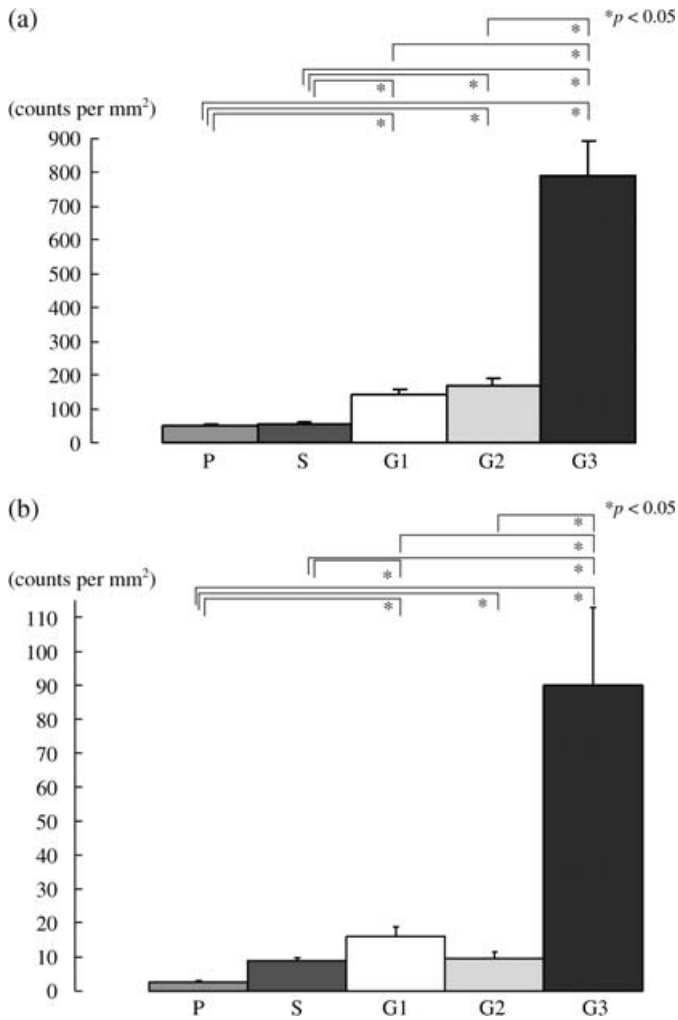 (a)
*p < 0.05
* 
*
* * *
* * *
(counts per mm²)
900
800
700
600
500
400
300
200
100
0
P S G1 G2 G3
(b)
*p < 0.05
*
*
* *
* * *
(counts per mm²)
110
100
90
80
70
60
50
40
30
20
10
0
P S G1 G2 G3